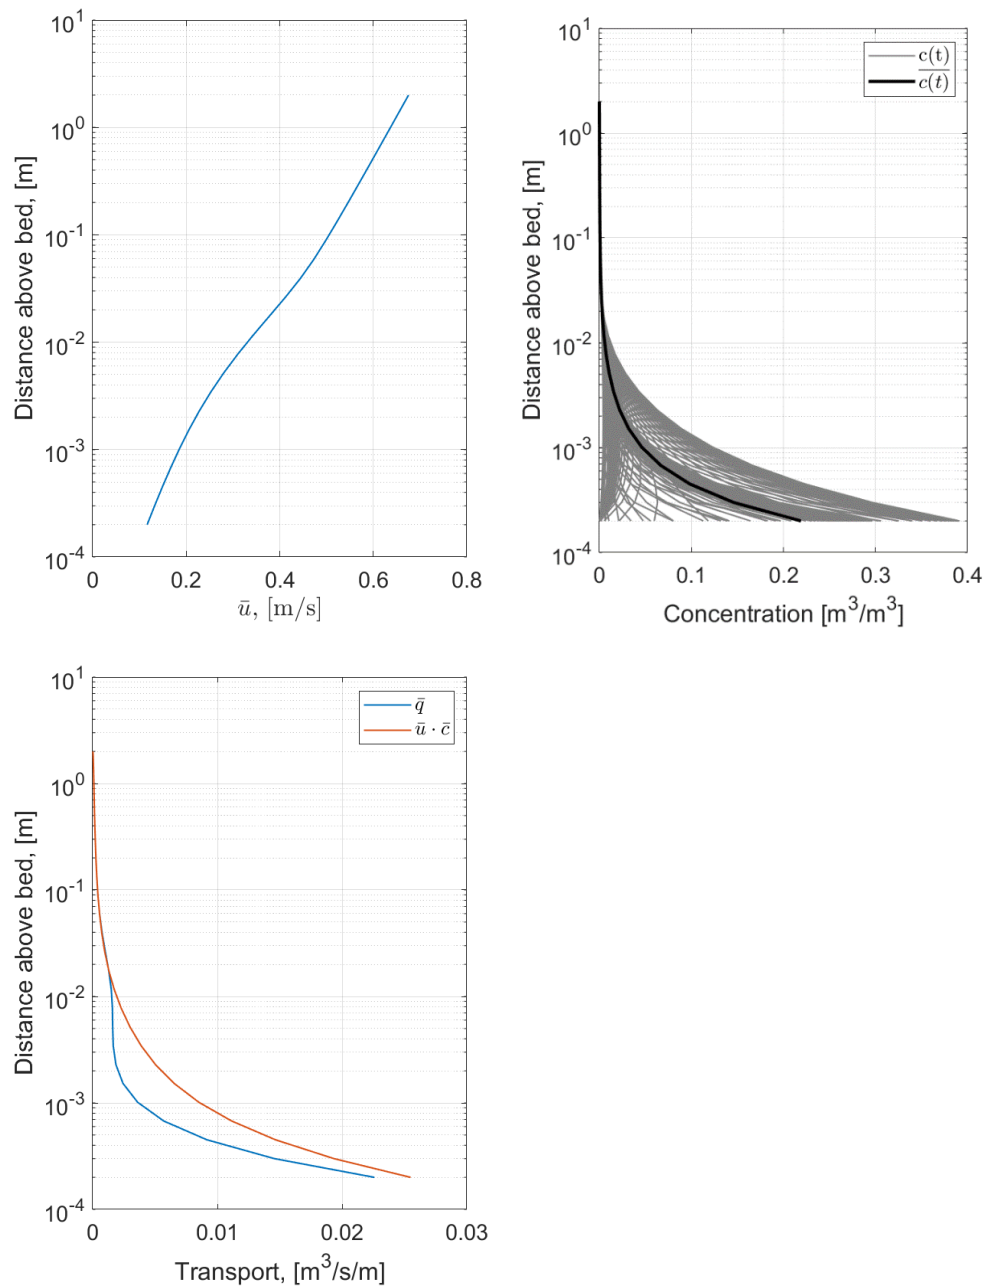 10^1
10^0
10^-1
10^-2
10^-3
10^-4
0 0.2 0.4 0.6 0.8
Distance above bed, [m]
ū, [m/s]
10^1
10^0
10^-1
10^-2
10^-3
10^-4
0 0.1 0.2 0.3 0.4
Distance above bed, [m]
Concentration [m^3/m^3]
c(t)
\overline{c(t)}
10^1
10^0
10^-1
10^-2
10^-3
10^-4
0 0.01 0.02 0.03
Distance above bed, [m]
Transport, [m^3/s/m]
q̄
ū · c̄